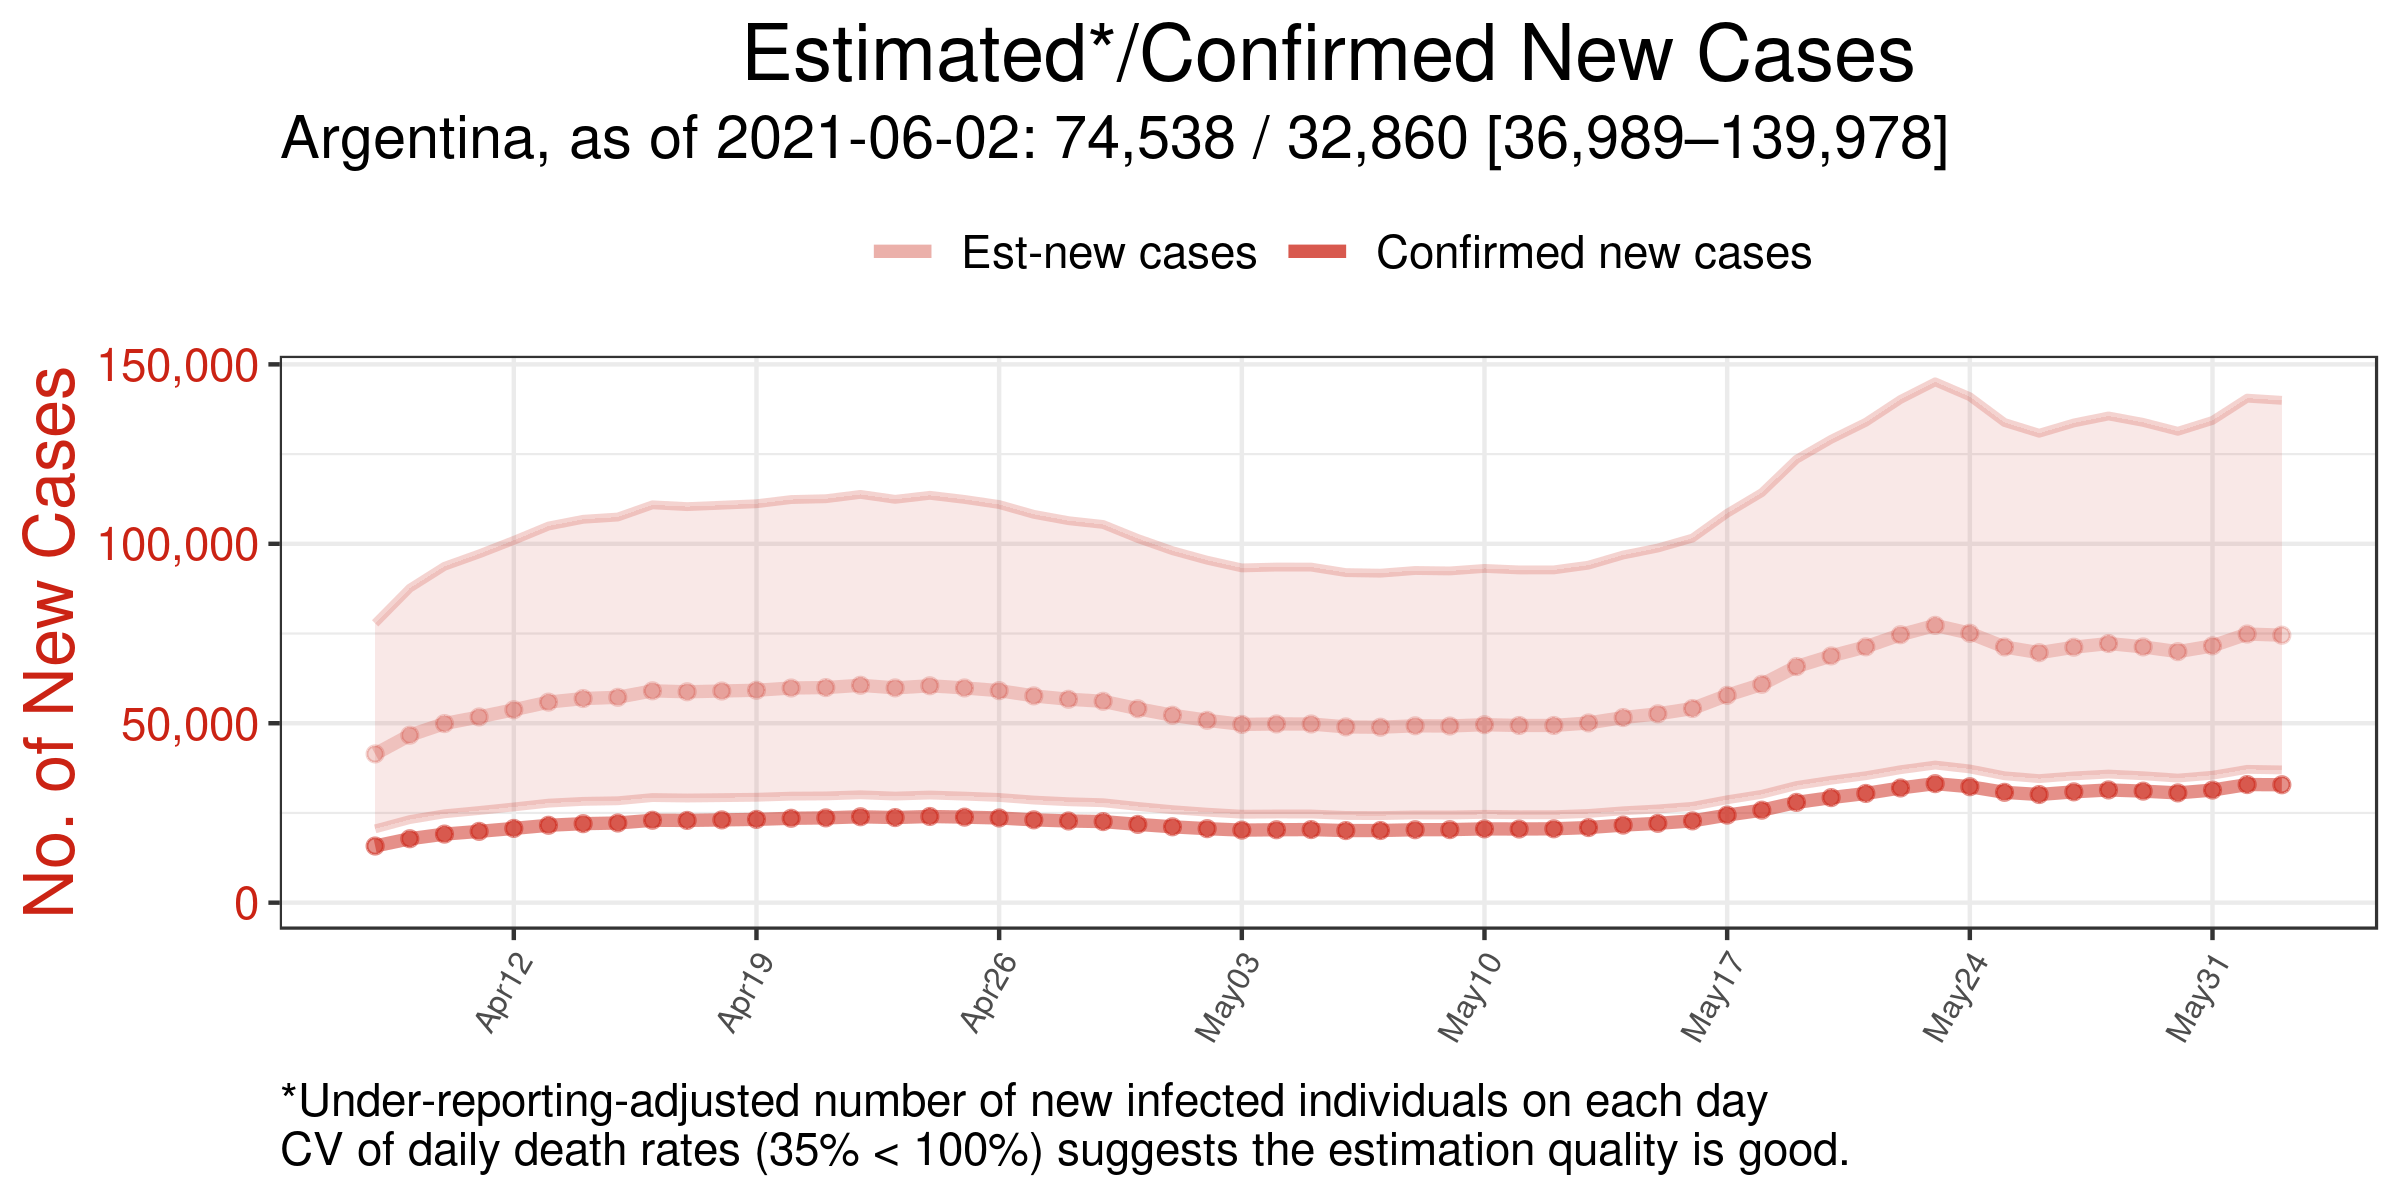 Estimated*/Confirmed New Cases
Argentina, as of 2021-06-02: 74,538 / 32,860 [36,989–139,978]
Est-new cases
Confirmed new cases
No. of New Cases
150,000
100,000
50,000
0
Apr12
Apr19
Apr26
May03
May10
May17
May24
May31
*Under-reporting-adjusted number of new infected individuals on each day
CV of daily death rates (35% < 100%) suggests the estimation quality is good.